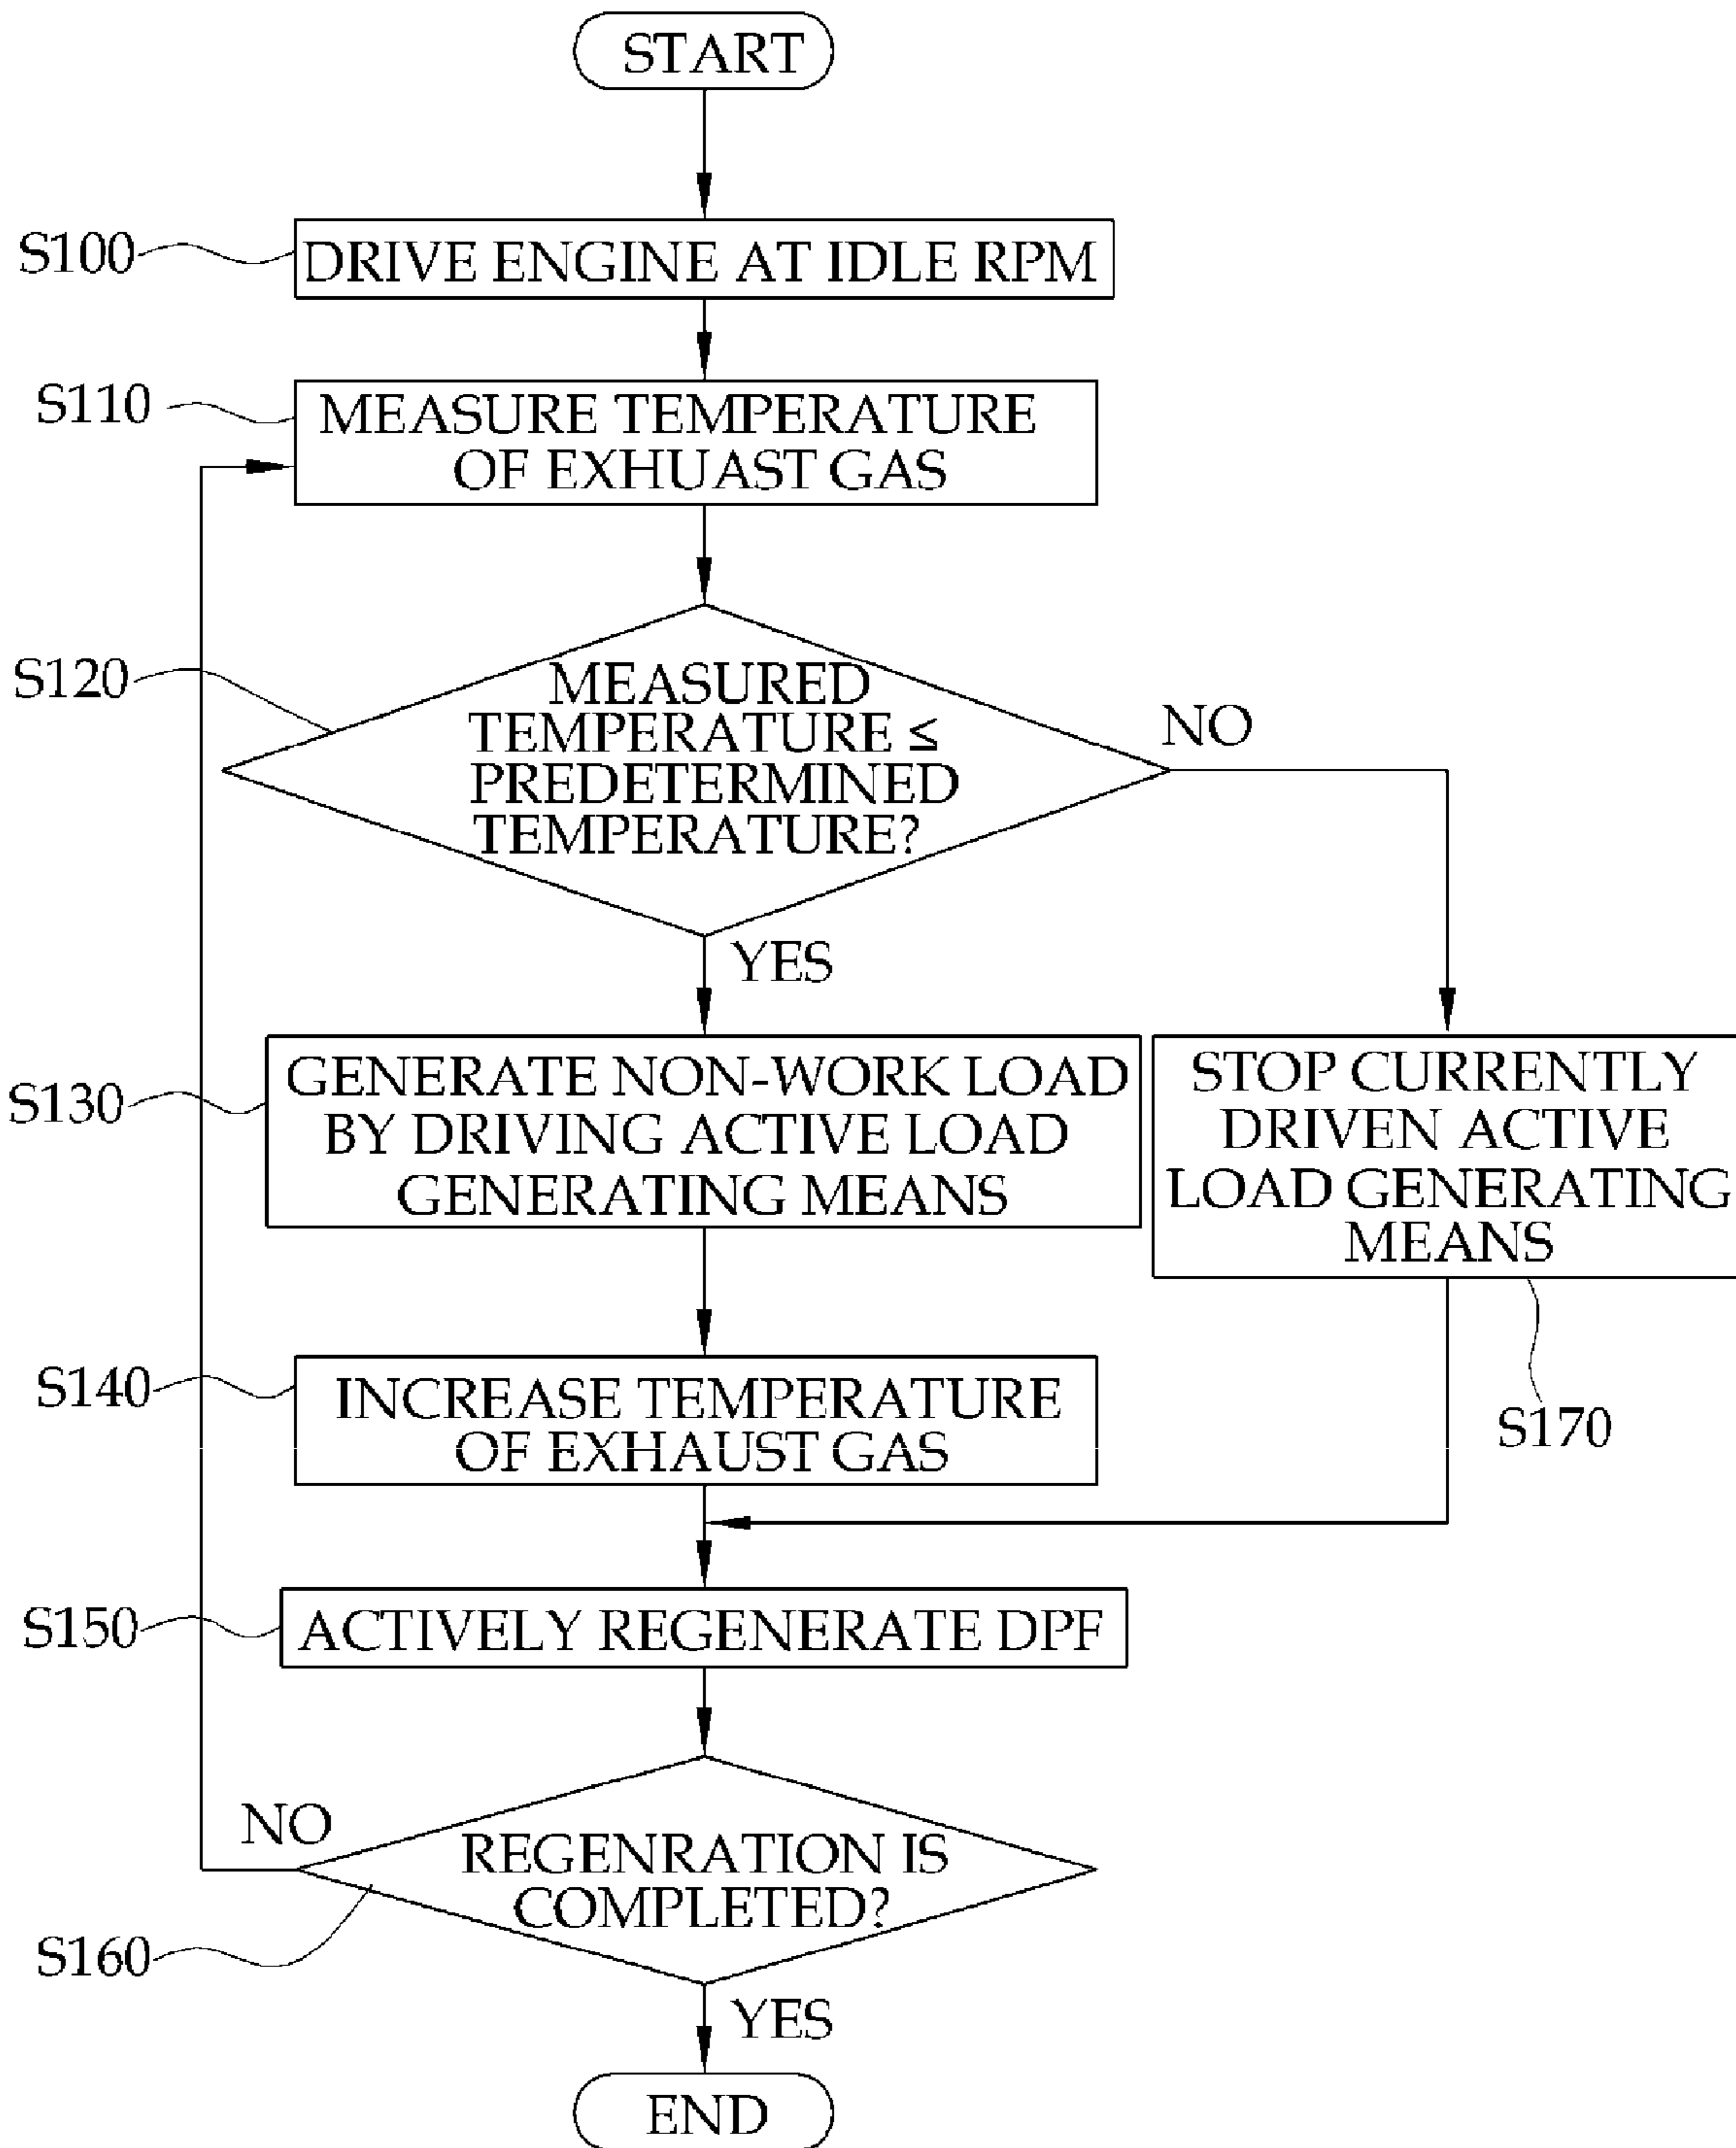 START
S100
DRIVE ENGINE AT IDLE RPM
S110
MEASURE TEMPERATURE
OF EXHUAST GAS
S120
MEASURED
TEMPERATURE ≤
PREDETERMINED
TEMPERATURE?
NO
YES
S130
GENERATE NON-WORK LOAD
BY DRIVING ACTIVE LOAD
GENERATING MEANS
STOP CURRENTLY
DRIVEN ACTIVE
LOAD GENERATING
MEANS
S170
S140
INCREASE TEMPERATURE
OF EXHAUST GAS
S150
ACTIVELY REGENERATE DPF
NO
REGENRATION IS
COMPLETED?
S160
YES
END